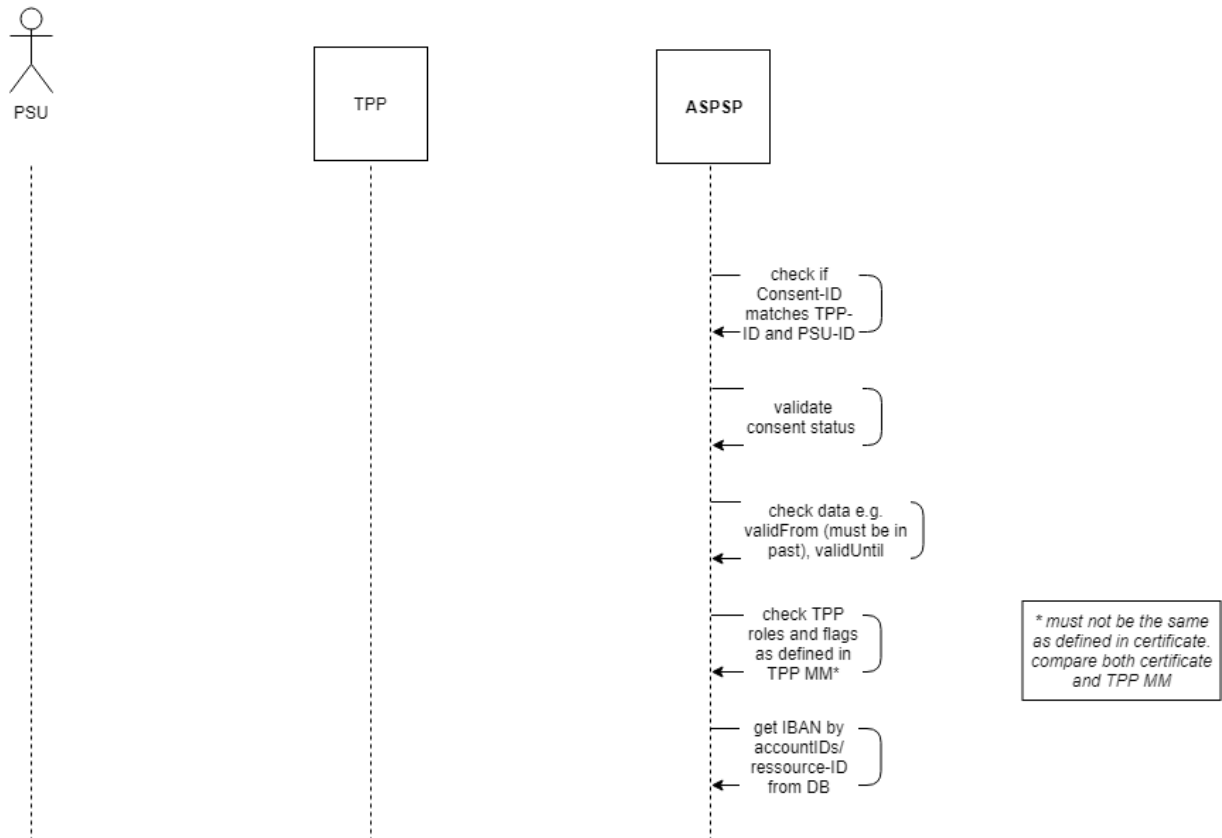 PSU
TPP
ASPSP
check if
Consent-ID
matches TPP-
ID and PSU-ID
validate
consent status
check data e.g.
validFrom (must be in
past), validUntil
check TPP
roles and flags
as defined in
TPP MM*
* must not be the same
as defined in certificate.
compare both certificate
and TPP MM
get IBAN by
accountIDs/
ressource-ID
from DB